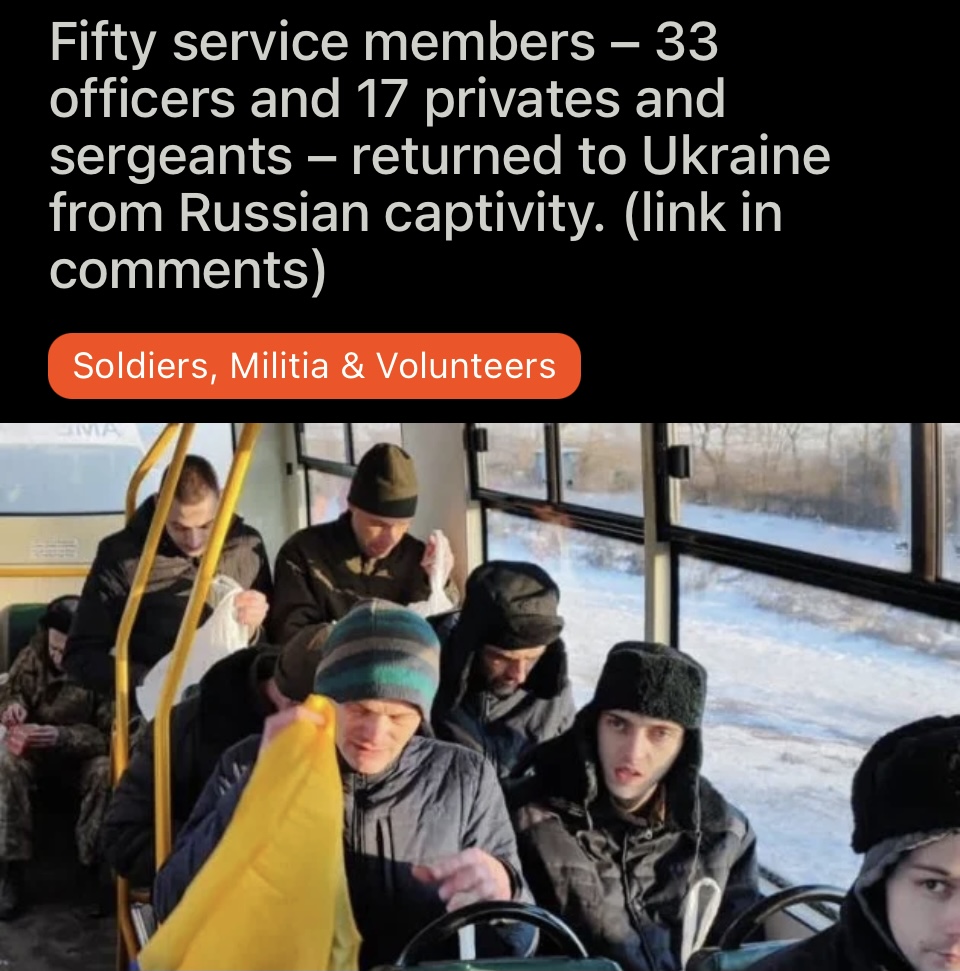 Fifty service members – 33
officers and 17 privates and
sergeants – returned to Ukraine
from Russian captivity. (link in
comments)
Soldiers, Militia & Volunteers